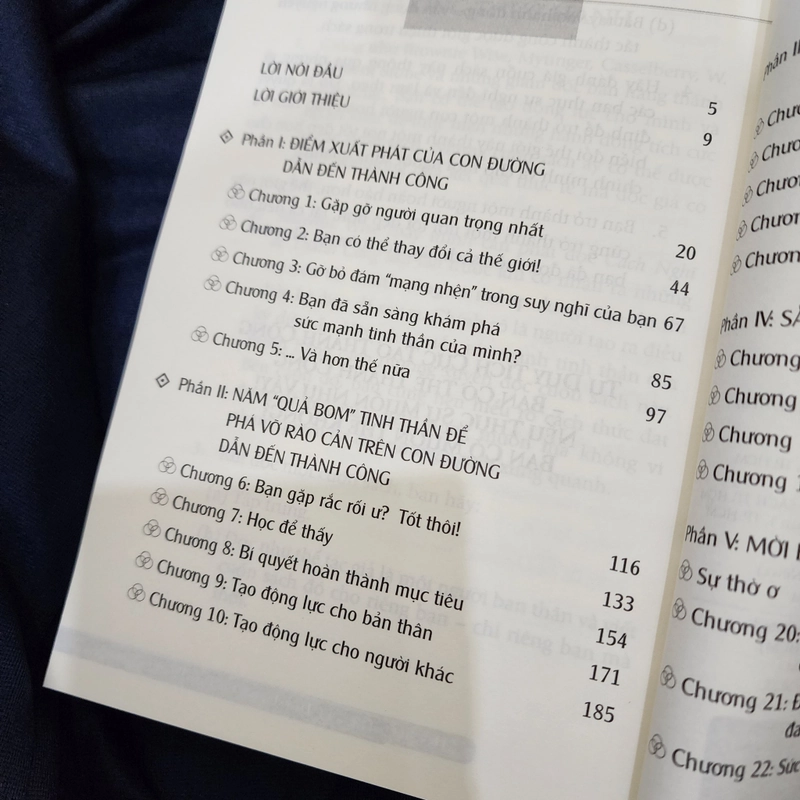 LỜI NÓI ĐẦU 5
LỜI GIỚI THIỆU 9
Phần I: ĐIỂM XUẤT PHÁT CỦA CON ĐƯỜNG
DẪN ĐẾN THÀNH CÔNG
Chương 1: Gặp gỡ người quan trọng nhất 20
Chương 2: Bạn có thể thay đổi cả thế giới! 44
Chương 3: Gỡ bỏ đám "mạng nhện" trong suy nghĩ của bạn 67
Chương 4: Bạn đã sẵn sàng khám phá
sức mạnh tinh thần của mình? 85
Chương 5: ... Và hơn thế nữa 97
Phần II: NĂM "QUẢ BOM" TINH THẦN ĐỂ
PHÁ VỠ RÀO CẢN TRÊN CON ĐƯỜNG
DẪN ĐẾN THÀNH CÔNG
Chương 6: Bạn gặp rắc rối ư? Tốt thôi! 116
Chương 7: Học để thấy 133
Chương 8: Bí quyết hoàn thành mục tiêu 154
Chương 9: Tạo động lực cho bản thân 171
Chương 10: Tạo động lực cho người khác 185
Phần
Phần IV:
Chương
Chương
Chương
Chương
Phần V: MỜI
Sự thờ ơ
Chương 20:
Chương 21:
Chương 22: Sức